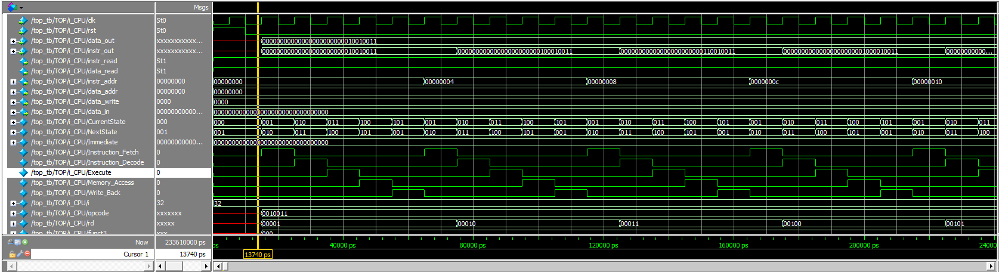 Msgs
/top_tb/TOP/i_CPU/clk St0
/top_tb/TOP/i_CPU/rst St0
/top_tb/TOP/i_CPU/data_out xxxxxxxxxxx... 00000000000000000000000010010011
/top_tb/TOP/i_CPU/instr_out xxxxxxxxxxx... 00000000000000000000000010010011 00000000000000000000000100010011 00000000000000000000000110010011 00000000000000000000001000010011 00000000000...
/top_tb/TOP/i_CPU/instr_read St1
/top_tb/TOP/i_CPU/data_read St1
/top_tb/TOP/i_CPU/instr_addr 00000000 00000000 00000004 00000008 0000000c 00000010
/top_tb/TOP/i_CPU/data_addr 00000000 00000000
/top_tb/TOP/i_CPU/data_write 0000 0000
/top_tb/TOP/i_CPU/data_in 00000000000... 00000000000000000000000000000000
/top_tb/TOP/i_CPU/CurrentState 000 000 001 010 011 100 101 001 010 011 100 101 001 010 011 100 101 001 010 011 100 101 001 010 011
/top_tb/TOP/i_CPU/NextState 001 001 010 011 100 101 001 010 011 100 101 001 010 011 100 101 001 010 011 100 101 001 010 011 100
/top_tb/TOP/i_CPU/Immediate 00000000000... 00000000000000000000000000000000
/top_tb/TOP/i_CPU/Instruction_Fetch 0
/top_tb/TOP/i_CPU/Instruction_Decode 0
/top_tb/TOP/i_CPU/Execute 0
/top_tb/TOP/i_CPU/Memory_Access 0
/top_tb/TOP/i_CPU/Write_Back 0
/top_tb/TOP/i_CPU/i 32 32
/top_tb/TOP/i_CPU/opcode xxxxxxx 0010011
/top_tb/TOP/i_CPU/rd xxxxx 00001 00010 00011 00100 00101
/top_tb/TOP/i_CPU/funct3 xxx 000
Now 233610000 ps ps 40000 ps 80000 ps 120000 ps 160000 ps 200000 ps 24000
Cursor 1 13740 ps 13740 ps